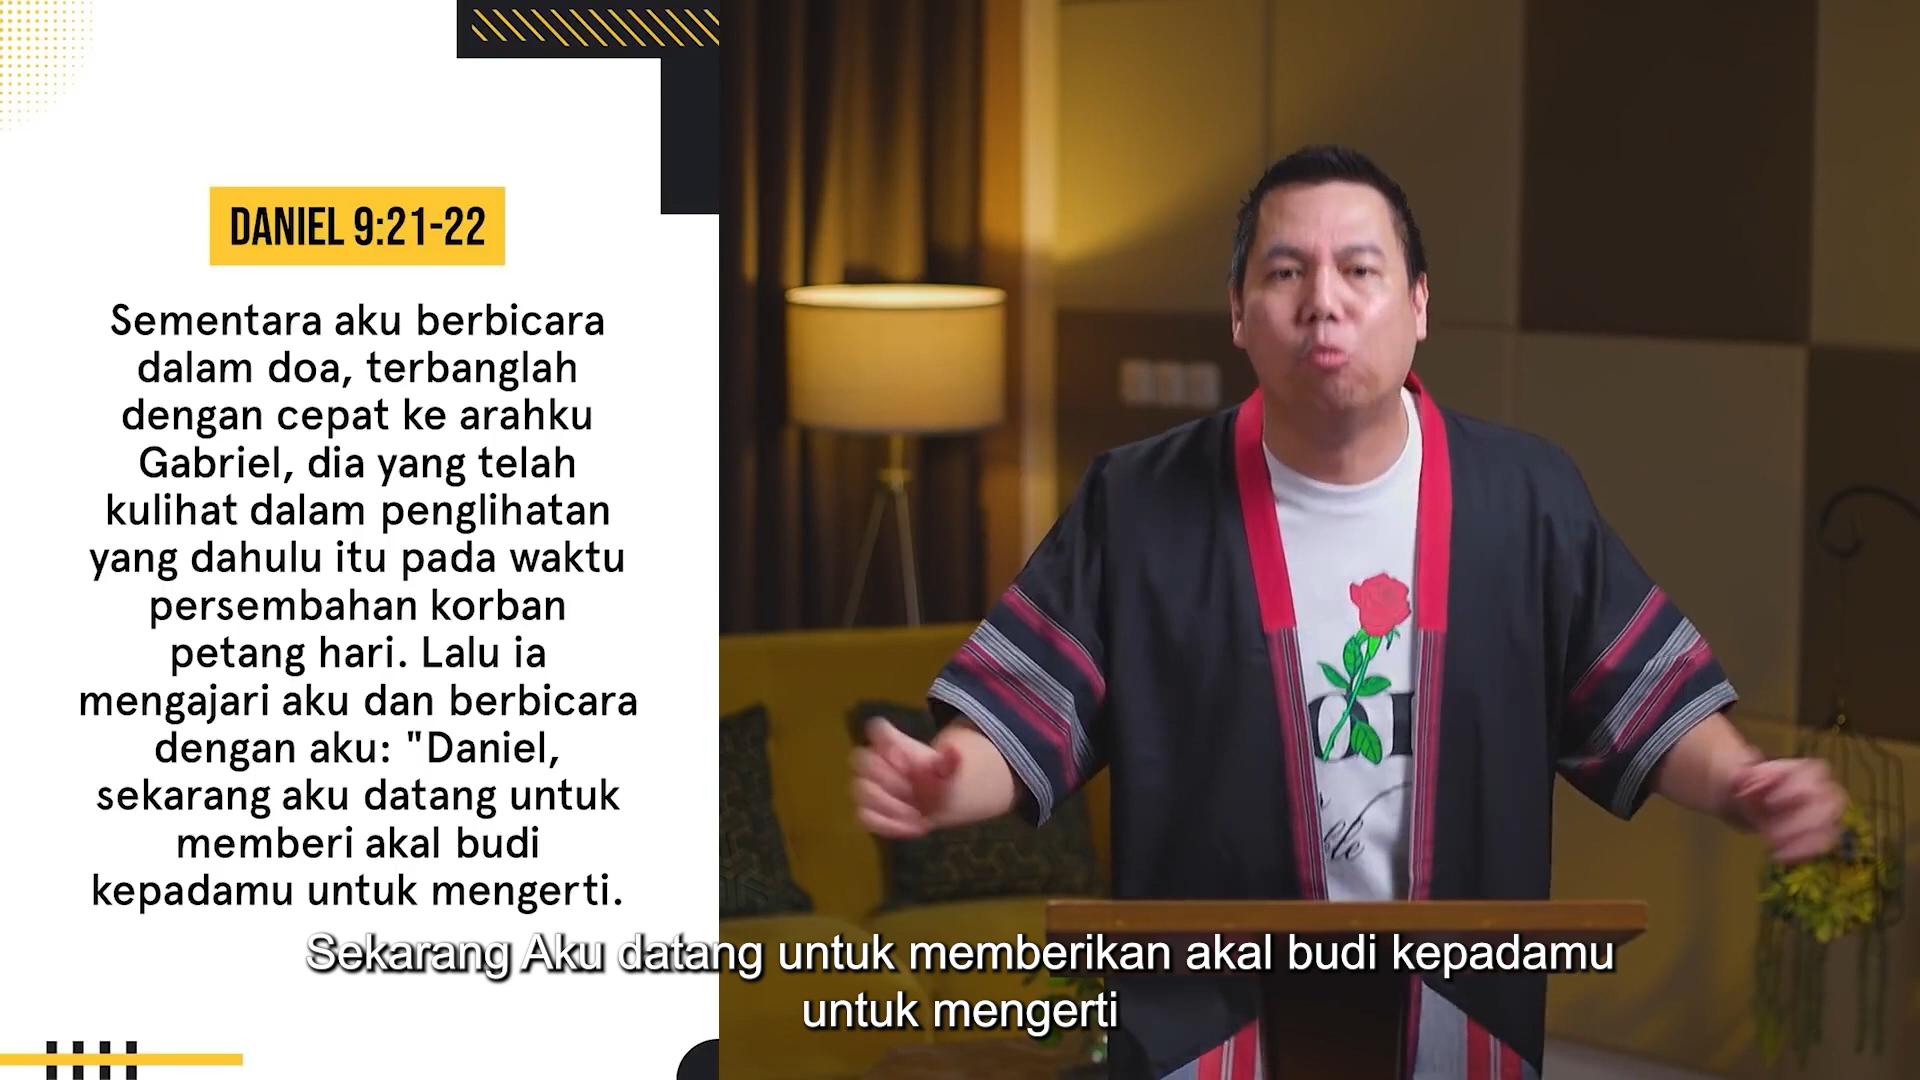 DANIEL 9:21-22
Sementara aku berbicara
dalam doa, terbanglah
dengan cepat ke arahku
Gabriel, dia yang telah
kulihat dalam penglihatan
yang dahulu itu pada waktu
persembahan korban
petang hari. Lalu ia
mengajari aku dan berbicara
dengan aku: "Daniel,
sekarang aku datang untuk
memberi akal budi
kepadamu untuk mengerti.
Sekarang Aku datang untuk memberikan akal budi kepadamu
untuk mengerti